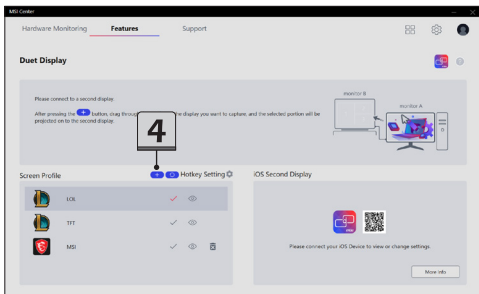 MSI Center
Hardware Monitoring Features Support
Duet Display
Please connect to a second display.
After pressing the button, drag through the display you want to capture, and the selected portion will be
projected on to the second display.
monitor B
monitor A
4
Screen Profile Hotkey Setting iOS Second Display
LOL
TFT
MSI
Please connect your iOS Device to view or change settings.
More Info